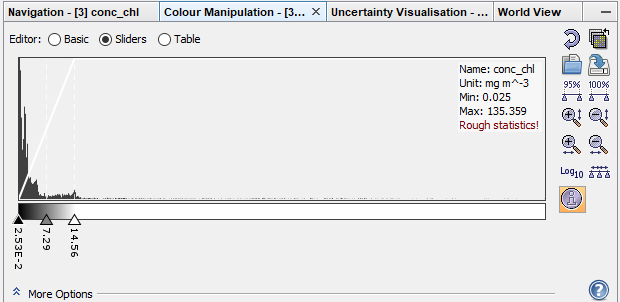 Navigation - [3] conc_chl
Colour Manipulation - [3... ×
Uncertainty Visualisation - ...
World View
Editor: Basic Sliders Table
Name: conc_chl
Unit: mg m^-3
Min: 0.025
Max: 135.359
Rough statistics!
95% 100%
Log10
2.53E-2
7.29
14.56
More Options